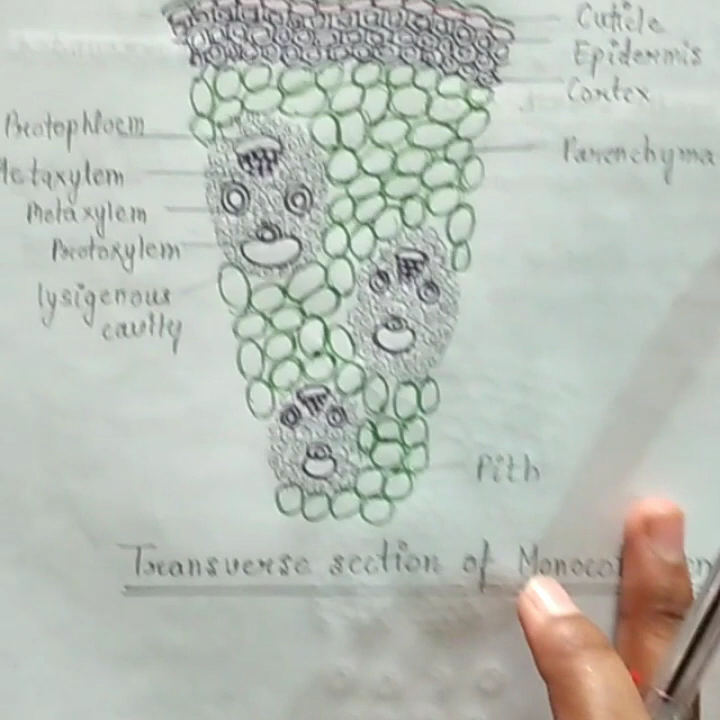 Cuticle
Epidermis
Cortex
Parenchyma
Protophloem
Metaxylem
Metaxylem
Protoxylem
lysigenous
cavity
Pith
Transverse section of Monocot